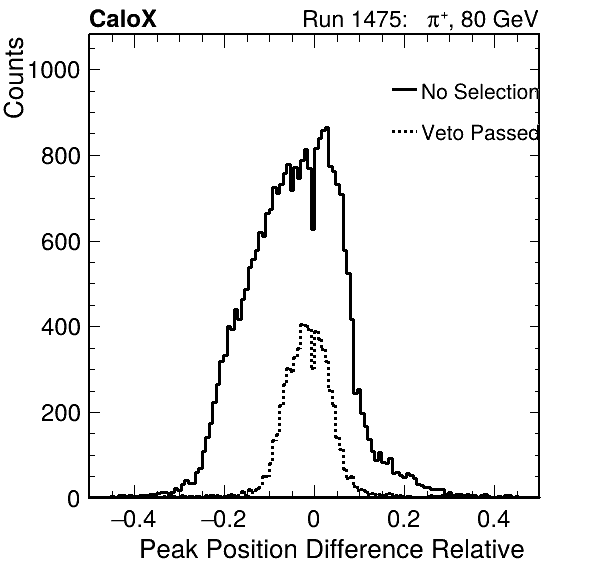 CaloX Run 1475: π⁺, 80 GeV
Counts
1000
800
600
400
200
0
No Selection
Veto Passed
−0.4 −0.2 0 0.2 0.4
Peak Position Difference Relative